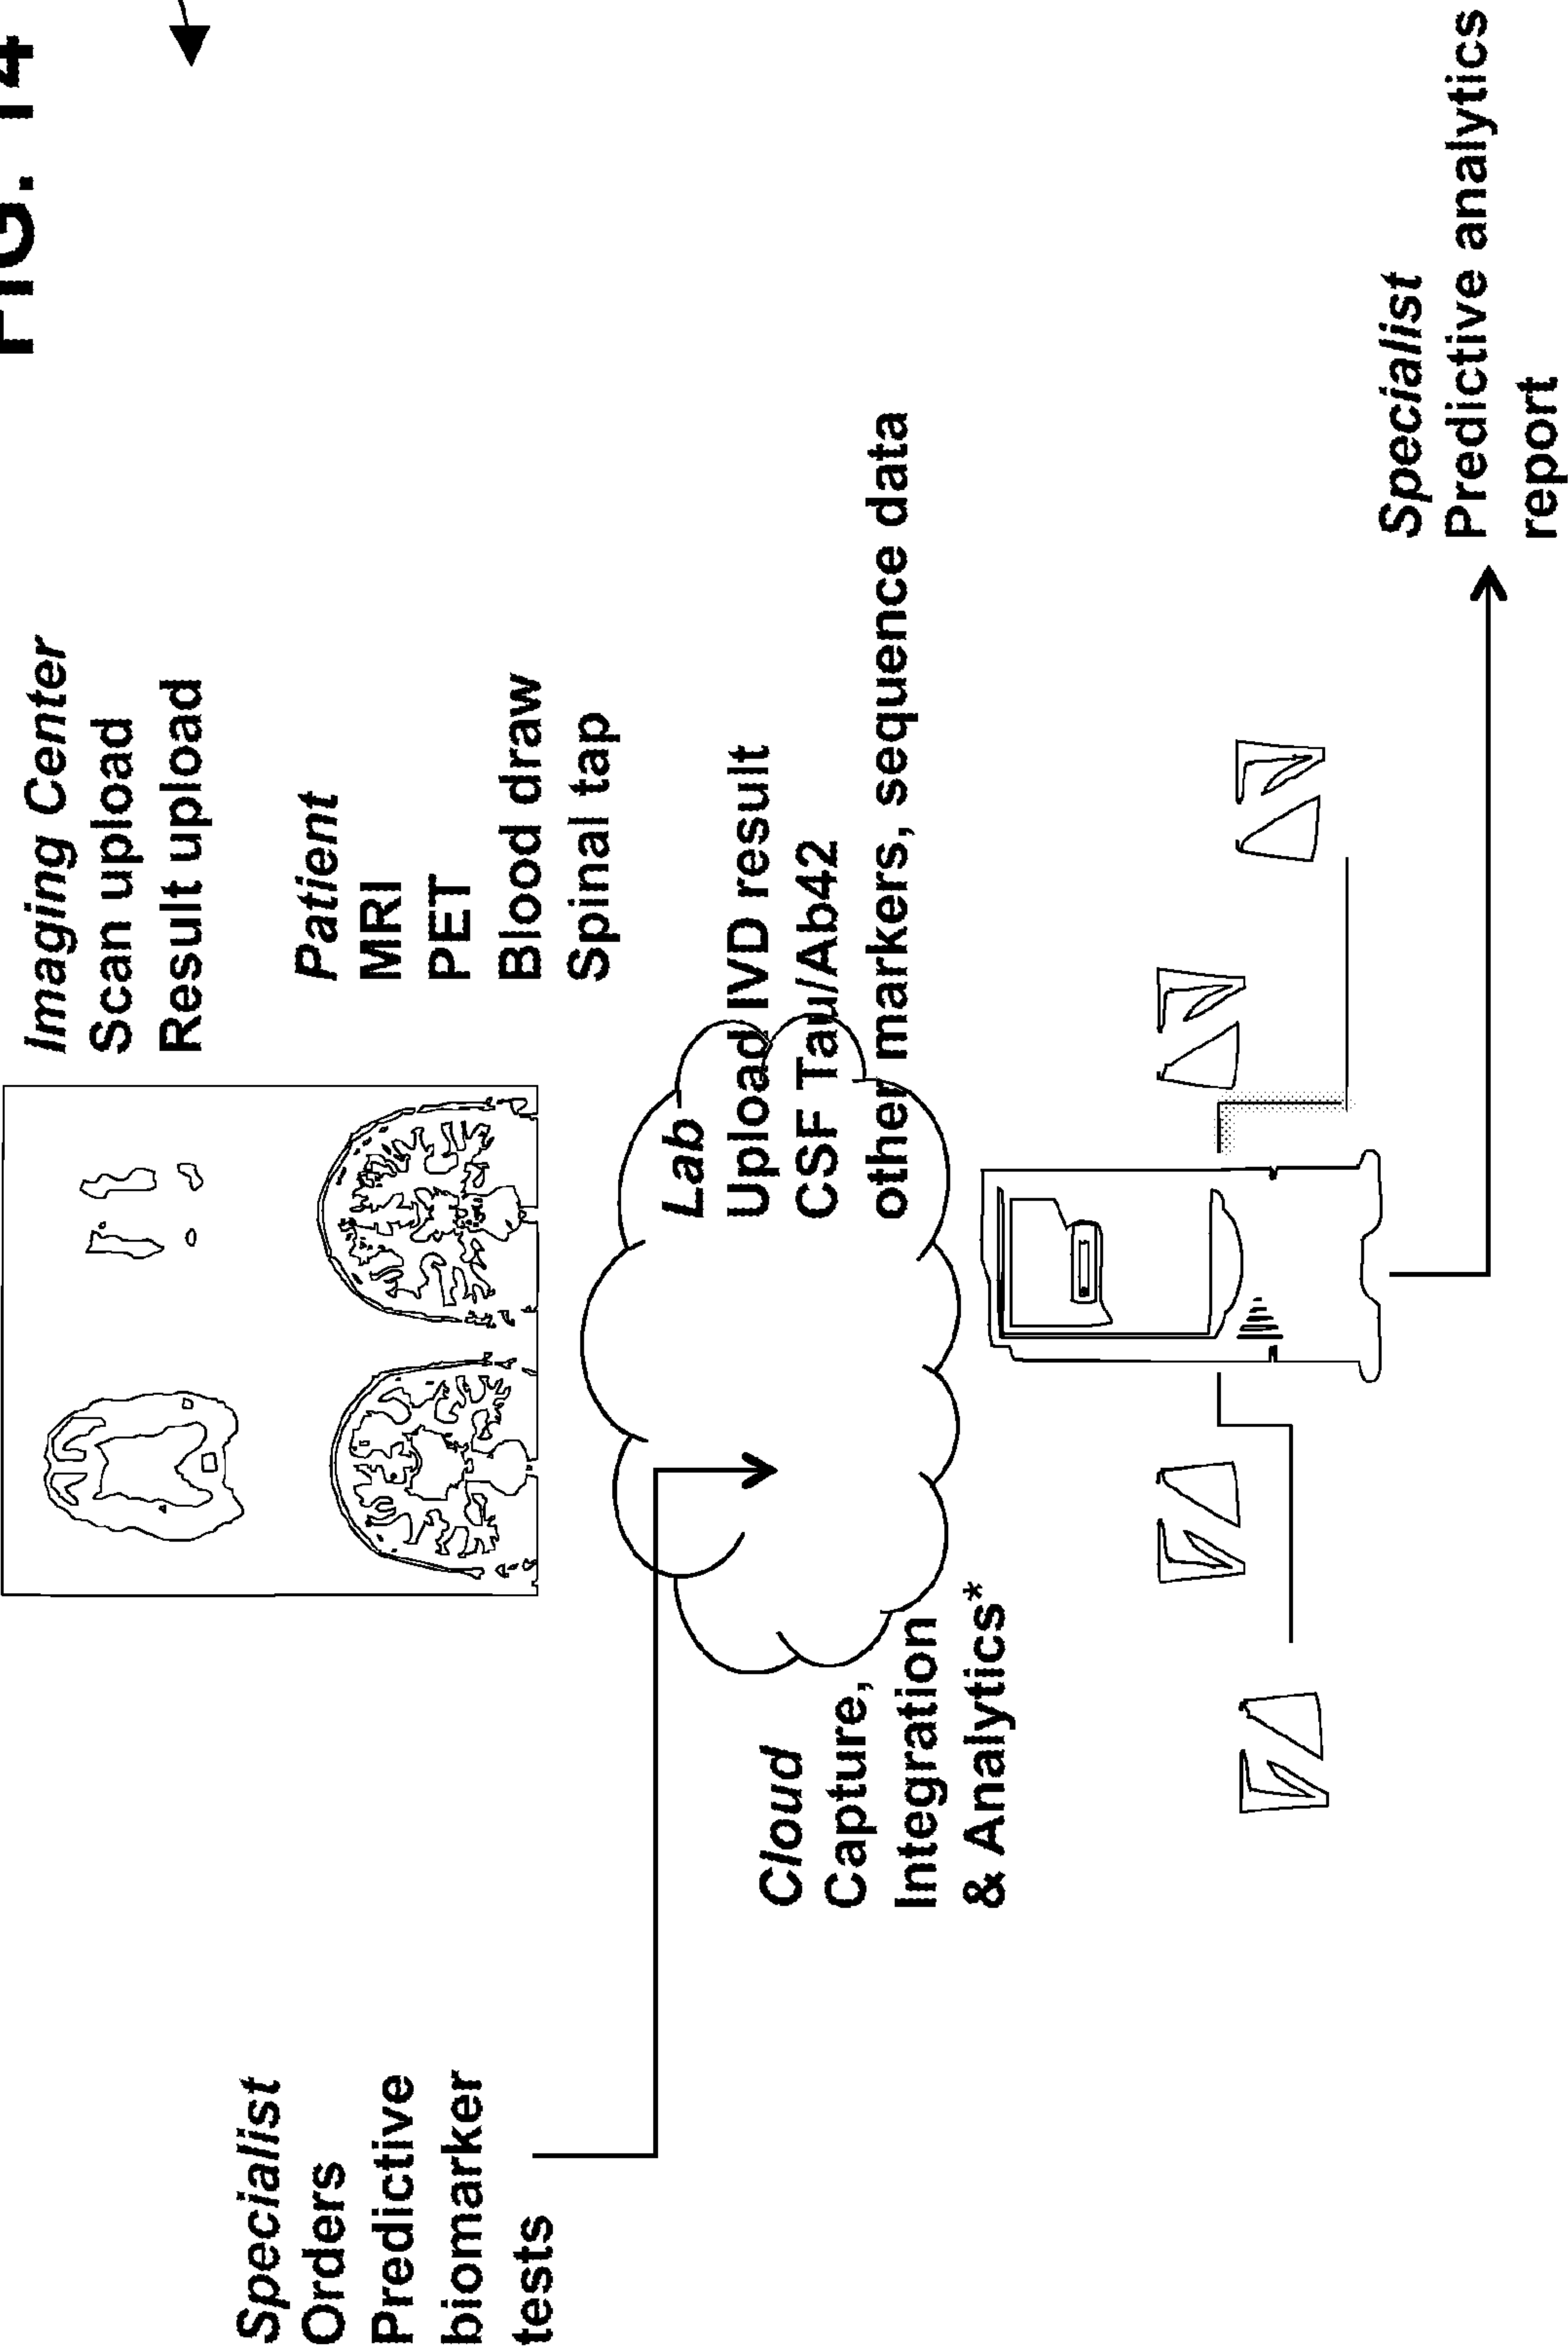 FIG. 14
Imaging Center
Scan upload
Result upload
Patient
MRI
PET
Blood draw
Spinal tap
Specialist
Orders
Predictive
biomarker
tests
Lab
Upload IVD result
CSF Tau/Ab42
other markers, sequence data
Cloud
Capture,
Integration
& Analytics*
Specialist
Predictive analytics
report